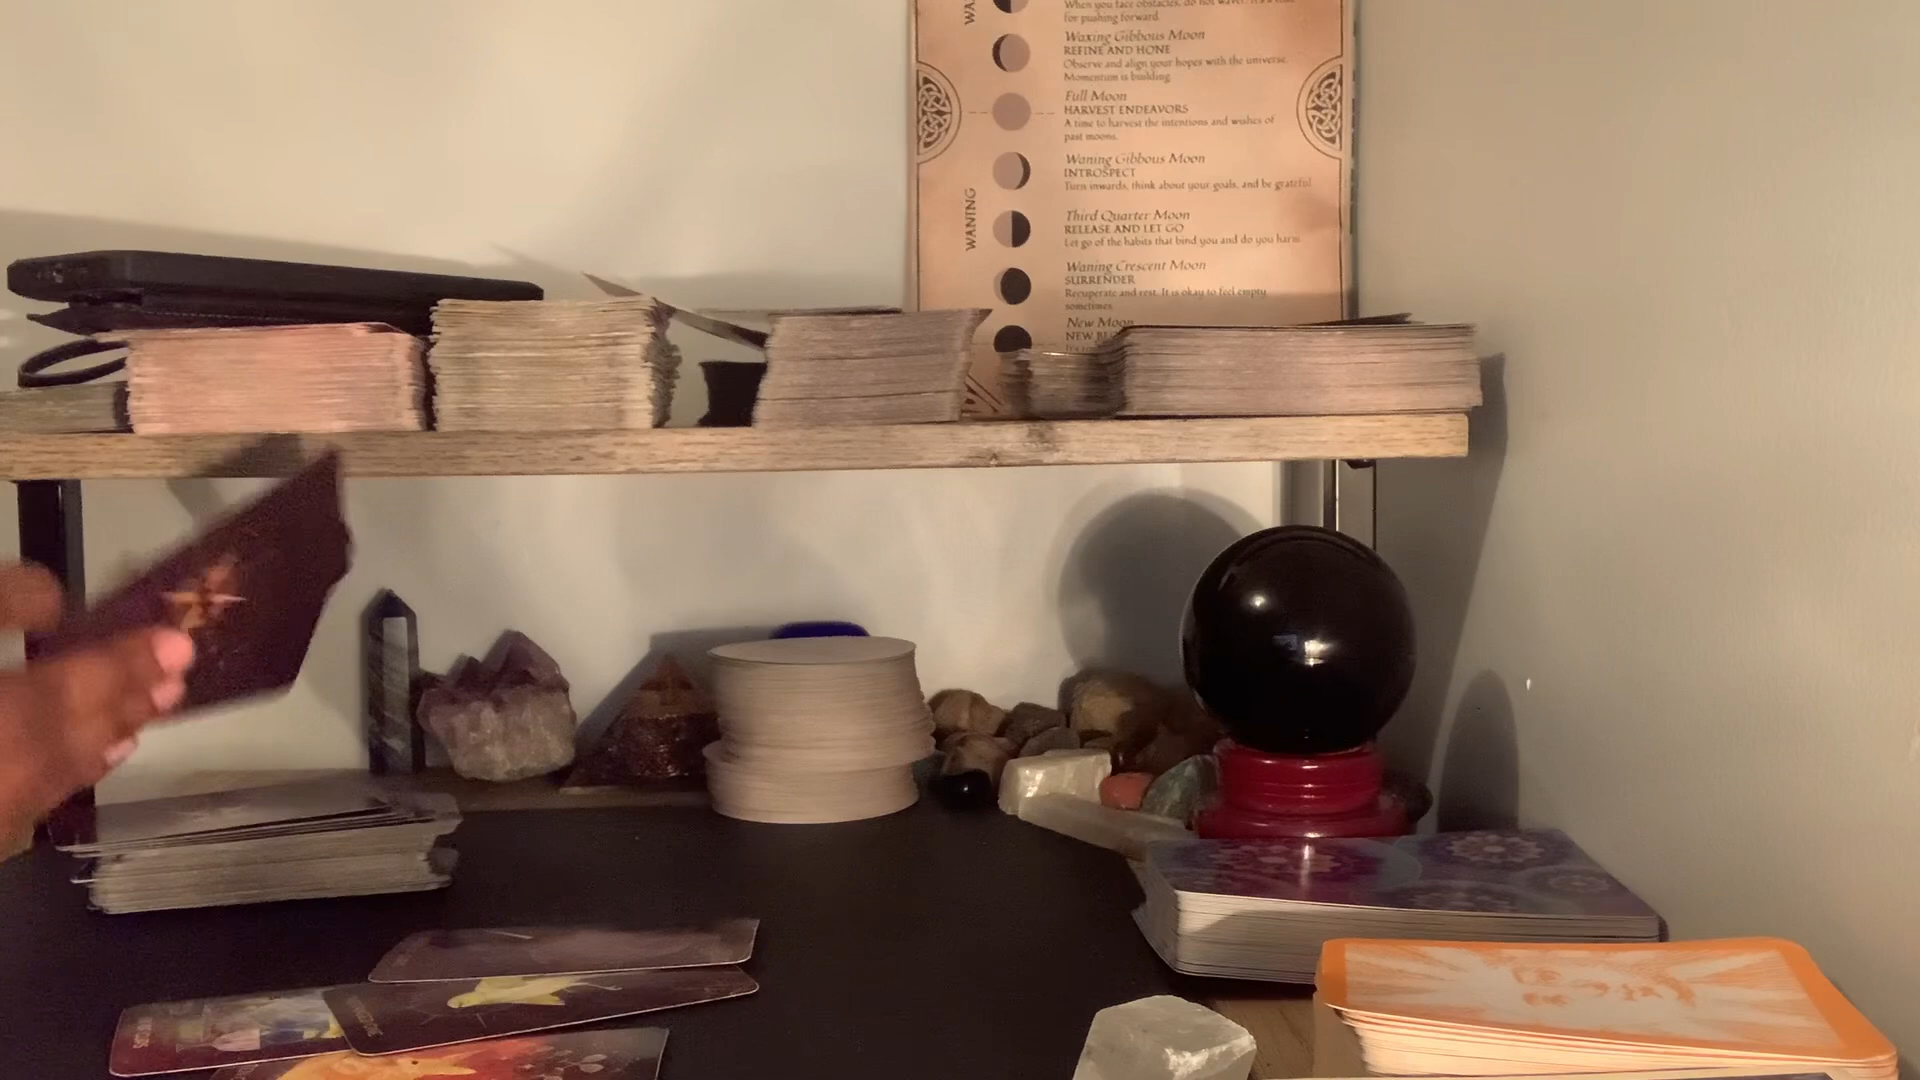 When you face obstacles, do not waver. It's a time
for pushing forward.
Waxing Gibbous Moon
REFINE AND HONE
Observe and align your hopes with the universe.
Momentum is building.
Full Moon
HARVEST ENDEAVORS
A time to harvest the intentions and wishes of
past moons.
Waning Gibbous Moon
INTROSPECT
Turn inwards, think about your goals, and be grateful
WANING
Third Quarter Moon
RELEASE AND LET GO
Let go of the habits that bind you and do you harm.
Waning Crescent Moon
SURRENDER
Recuperate and rest. It is okay to feel empty
sometimes.
New Moon
NEW